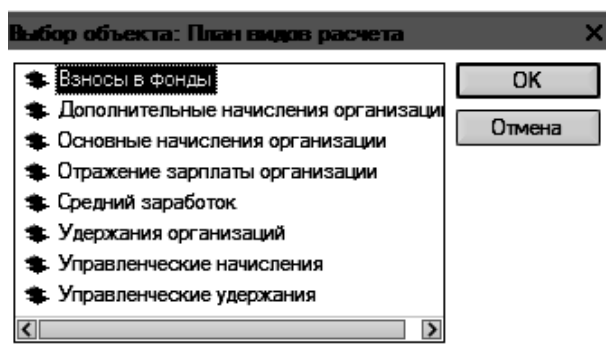 Выбор объекта: План видов расчета
Взносы в фонды
Дополнительные начисления организаци
Основные начисления организации
Отражение зарплаты организации
Средний заработок
Удержания организаций
Управленческие начисления
Управленческие удержания
OK
Отмена